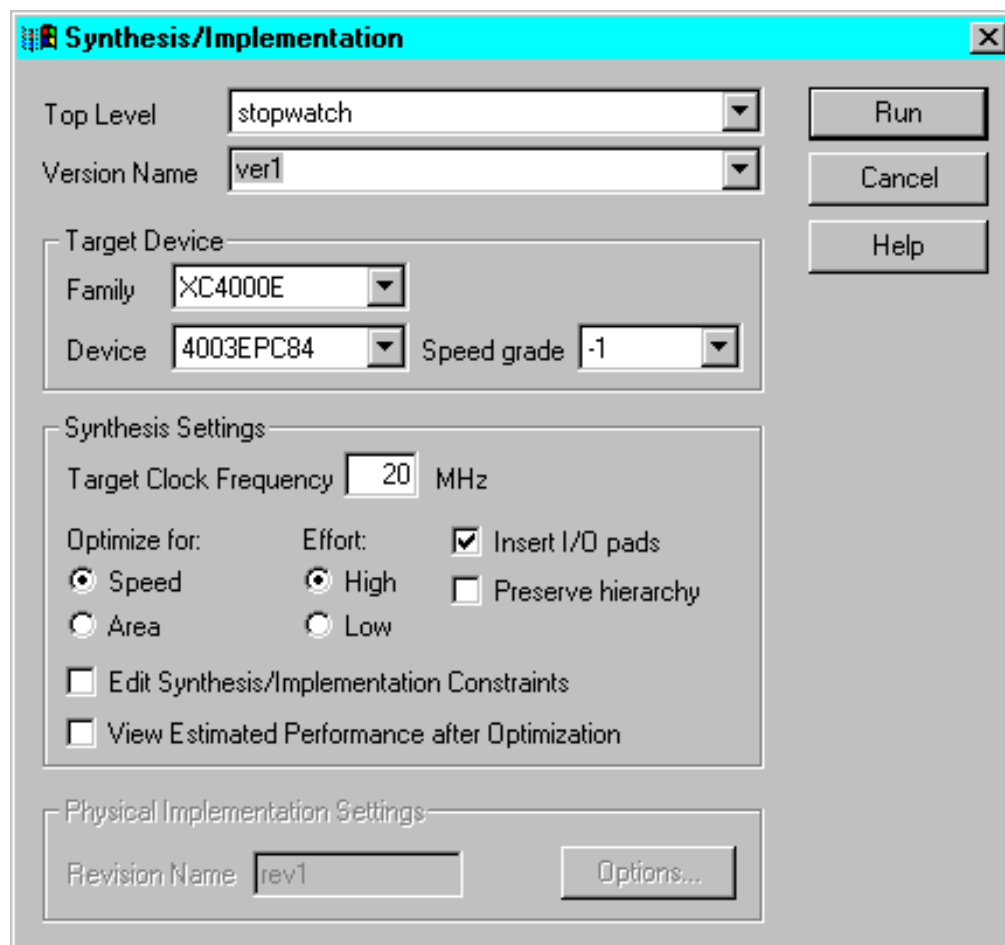 Synthesis/Implementation
Top Level stopwatch Run
Version Name ver1 Cancel
Help
Target Device
Family XC4000E
Device 4003EPC84 Speed grade -1
Synthesis Settings
Target Clock Frequency 20 MHz
Optimize for: Effort: Insert I/O pads
Speed High Preserve hierarchy
Area Low
Edit Synthesis/Implementation Constraints
View Estimated Performance after Optimization
Physical Implementation Settings
Revision Name rev1 Options...